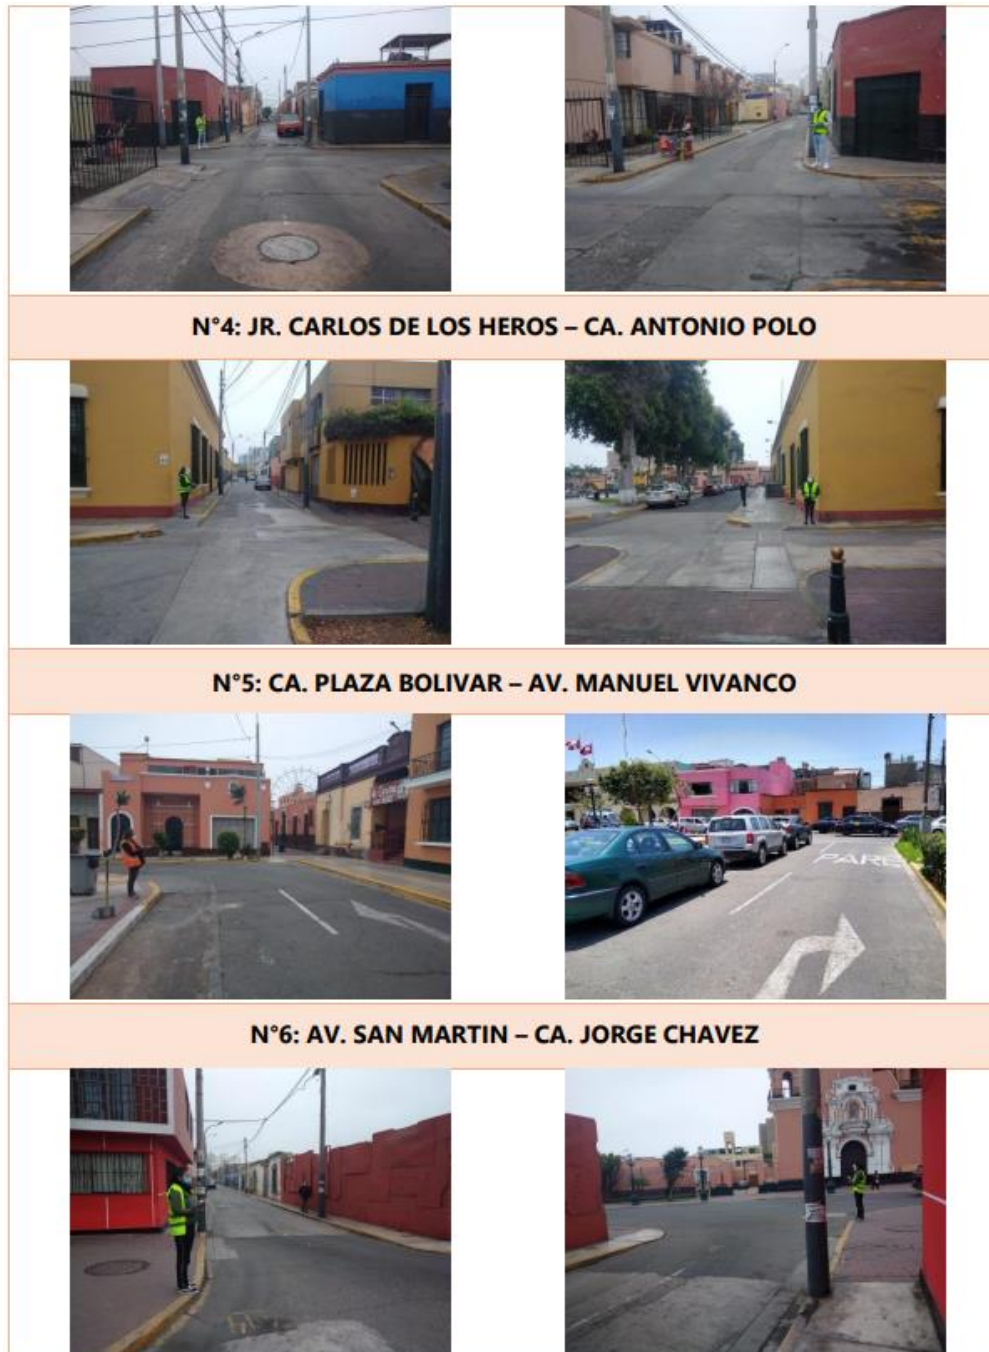 N°4: JR. CARLOS DE LOS HEROS – CA. ANTONIO POLO
N°5: CA. PLAZA BOLIVAR – AV. MANUEL VIVANCO
PARE
N°6: AV. SAN MARTIN – CA. JORGE CHAVEZ